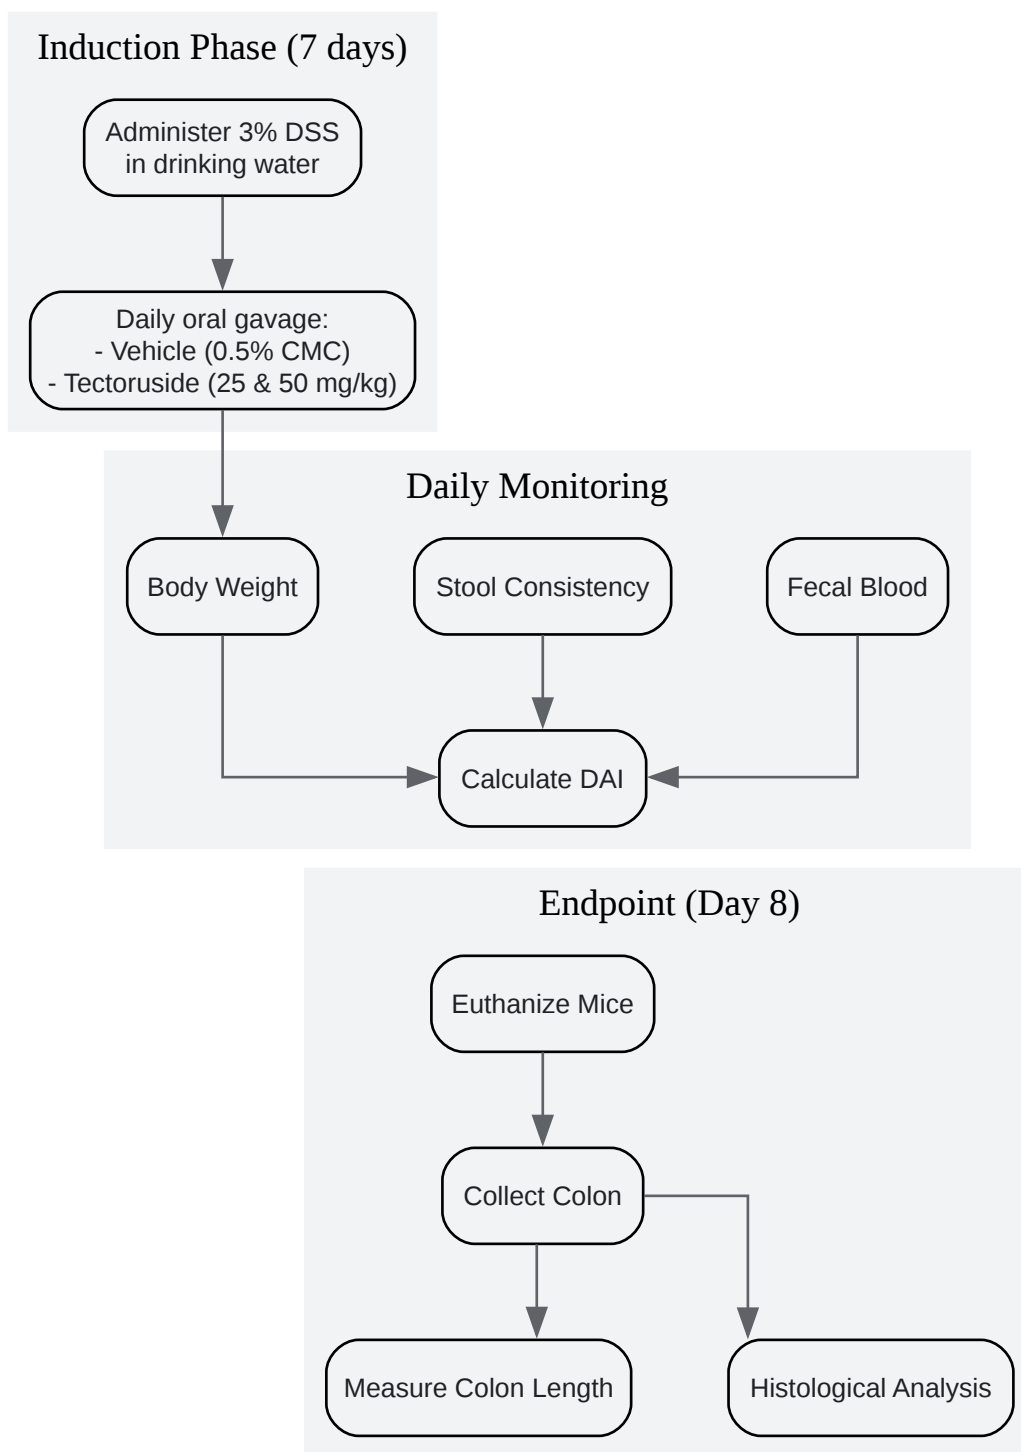 Induction Phase (7 days)
Administer 3% DSS
in drinking water
Daily oral gavage:
- Vehicle (0.5% CMC)
- Tectoruside (25 & 50 mg/kg)
Daily Monitoring
Body Weight
Stool Consistency
Fecal Blood
Calculate DAI
Endpoint (Day 8)
Euthanize Mice
Collect Colon
Measure Colon Length
Histological Analysis